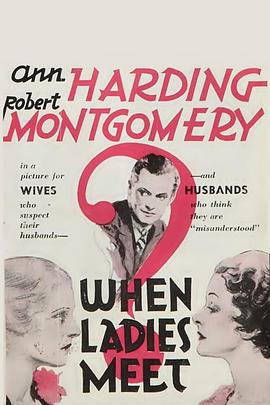 ann HARDING
Robert
MONTGOMERY
in a
picture for
WIVES
who
suspect
their
husbands—
—and
HUSBANDS
who think
they are
"misunderstood"
?
WHEN
LADIES
MEET